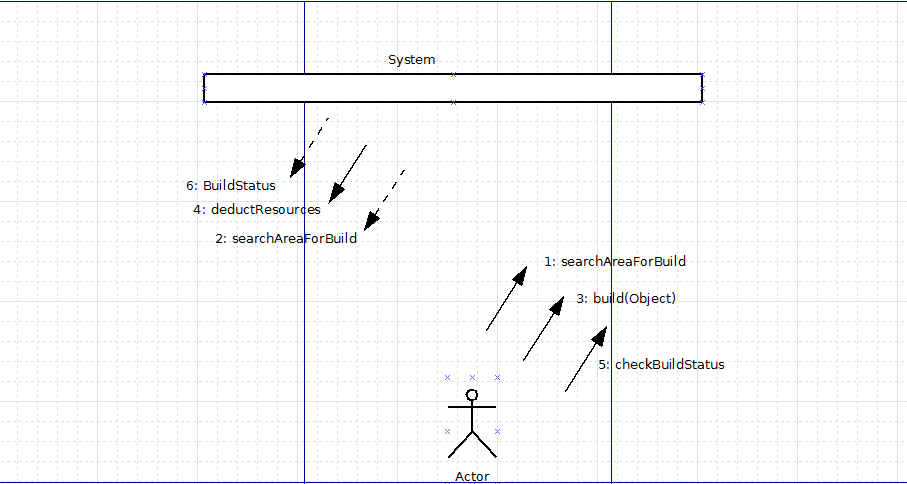 System
6: BuildStatus
4: deductResources
2: searchAreaForBuild
1: searchAreaForBuild
3: build(Object)
5: checkBuildStatus
Actor